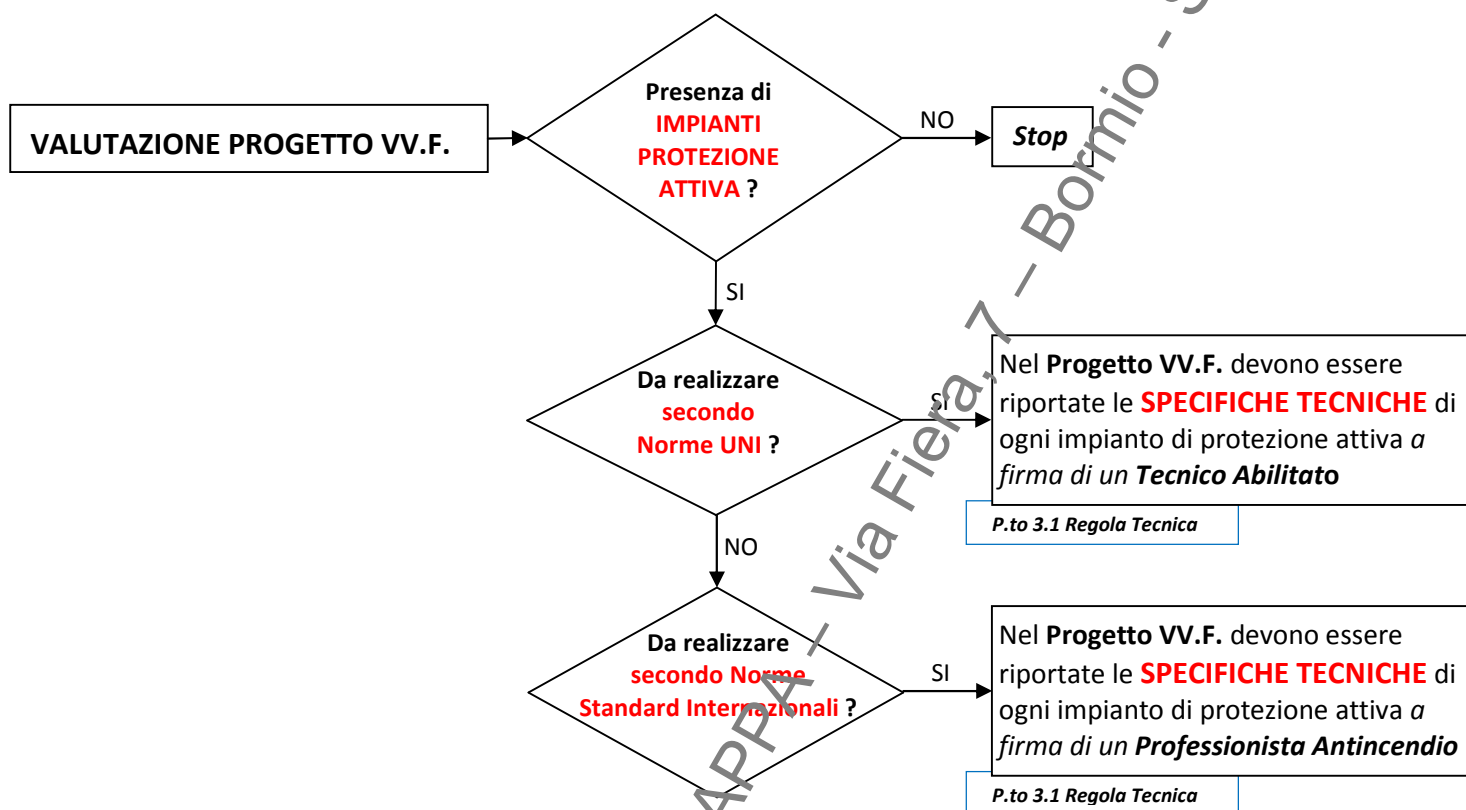 VALUTAZIONE PROGETTO VV.F.
Presenza di
IMPIANTI
PROTEZIONE
ATTIVA ?
NO
Stop
SI
Da realizzare
secondo
Norme UNI ?
SI
Nel Progetto VV.F. devono essere
riportate le SPECIFICHE TECNICHE di
ogni impianto di protezione attiva a
firma di un Tecnico Abilitato
P.to 3.1 Regola Tecnica
NO
Da realizzare
secondo Norme
Standard Internazionali ?
SI
Nel Progetto VV.F. devono essere
riportate le SPECIFICHE TECNICHE di
ogni impianto di protezione attiva a
firma di un Professionista Antincendio
P.to 3.1 Regola Tecnica
– Via Fiera, 7 – Bormio -